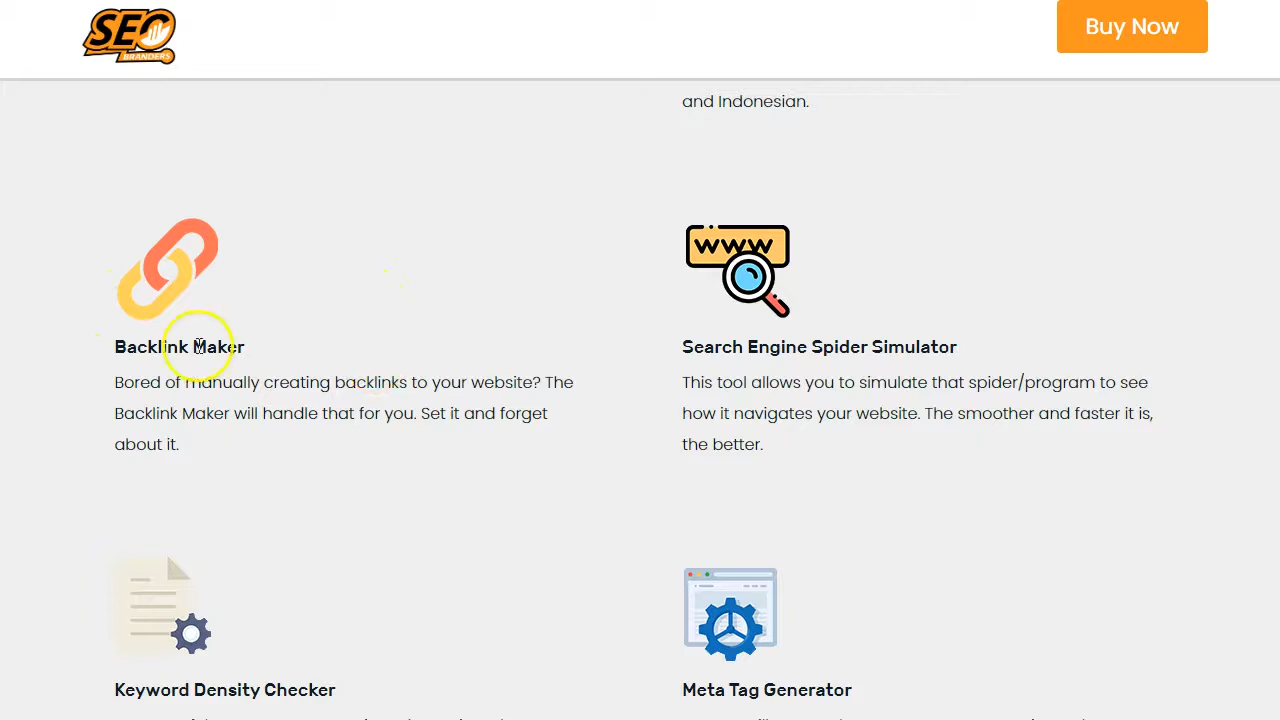 SEO
BRANDERS
Buy Now
and Indonesian.
www
Backlink Maker
Bored of manually creating backlinks to your website? The
Backlink Maker will handle that for you. Set it and forget
about it.
Search Engine Spider Simulator
This tool allows you to simulate that spider/program to see
how it navigates your website. The smoother and faster it is,
the better.
Keyword Density Checker
Meta Tag Generator